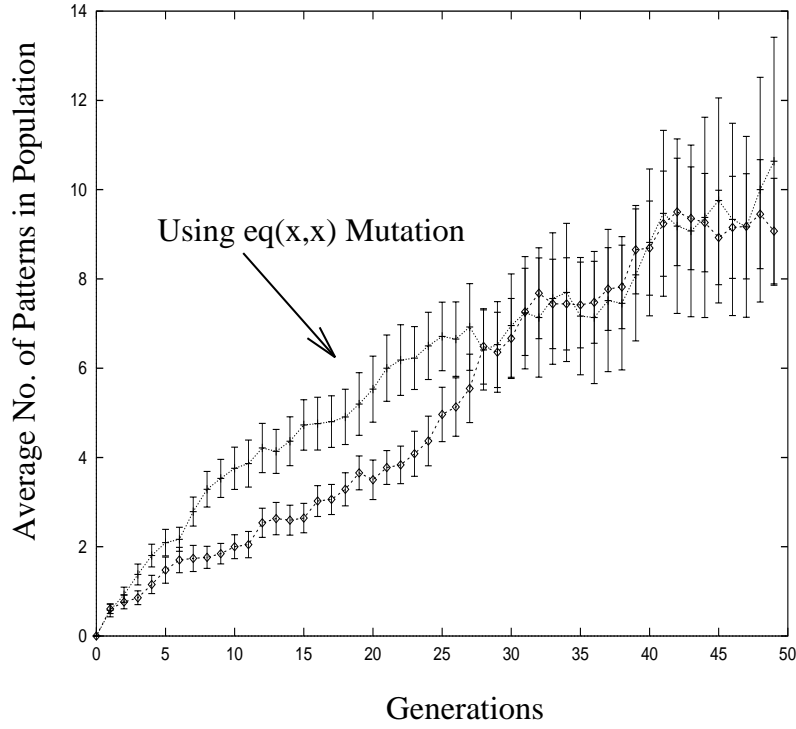 14
12
10
8
6
4
2
0
Average No. of Patterns in Population
Using eq(x,x) Mutation
0 5 10 15 20 25 30 35 40 45 50
Generations